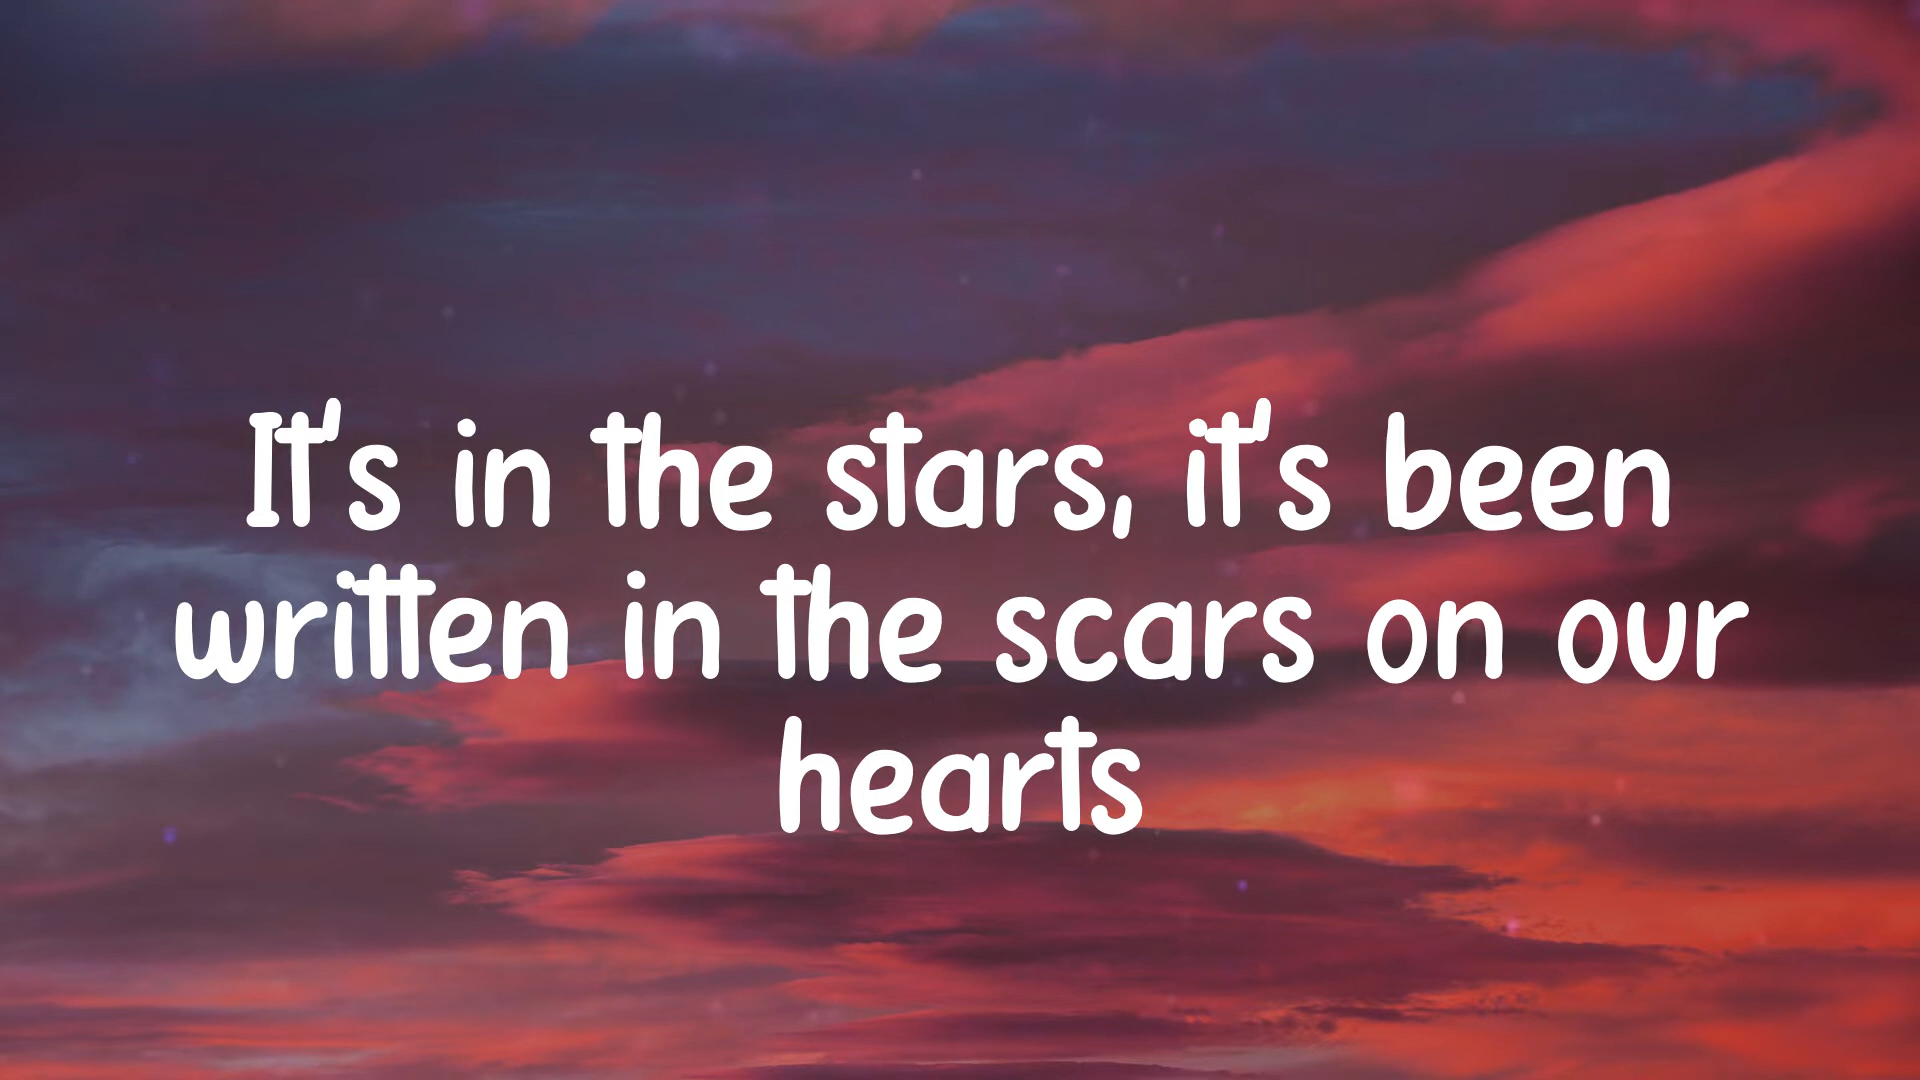 It's in the stars, it's been
written in the scars on our
hearts